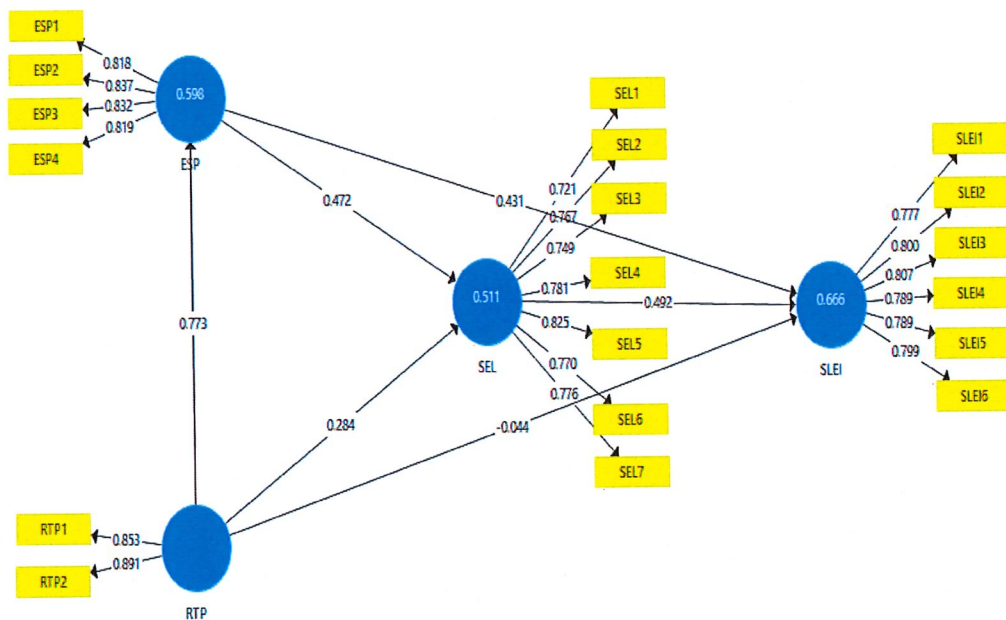 ESP1
ESP2
ESP3
ESP4
0.818
0.837
0.832
0.819
0.598
ESP
0.773
0.472
0.431
0.284
-0.044
RTP1
RTP2
0.853
0.891
RTP
0.511
SEL
SEL1
SEL2
SEL3
SEL4
SEL5
SEL6
SEL7
0.721
0.767
0.749
0.781
0.825
0.770
0.776
0.492
0.666
SLEI
0.777
0.800
0.807
0.789
0.789
0.799
SLEI1
SLEI2
SLEI3
SLEI4
SLEI5
SLEI6